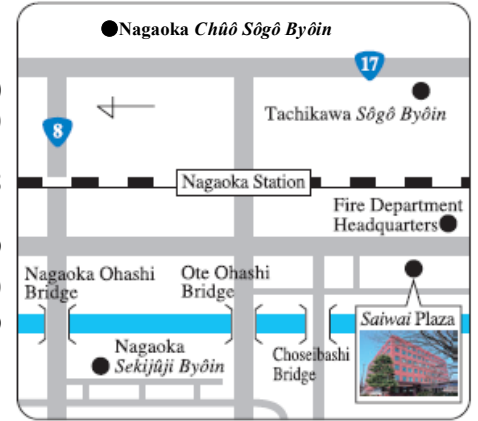 Nagaoka Chûô Sôgô Byôin
17
Tachikawa Sôgô Byôin
8
Nagaoka Station
Fire Department
Headquarters
Nagaoka Ohashi
Bridge
Ote Ohashi
Bridge
Saiwai Plaza
Nagaoka
Sekijûji Byôin
Choseibashi
Bridge